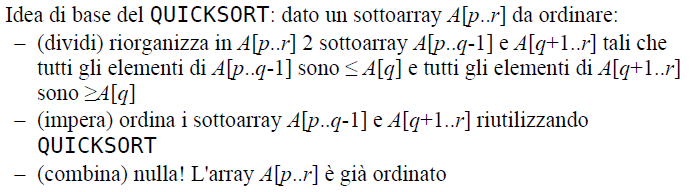 Idea di base del QUICKSORT: dato un sottoarray A[p..r] da ordinare:
– (dividi) riorganizza in A[p..r] 2 sottoarray A[p..q-1] e A[q+1..r] tali che
tutti gli elementi di A[p..q-1] sono ≤ A[q] e tutti gli elementi di A[q+1..r]
sono ≥A[q]
– (impera) ordina i sottoarray A[p..q-1] e A[q+1..r] riutilizzando
QUICKSORT
– (combina) nulla! L'array A[p..r] è già ordinato